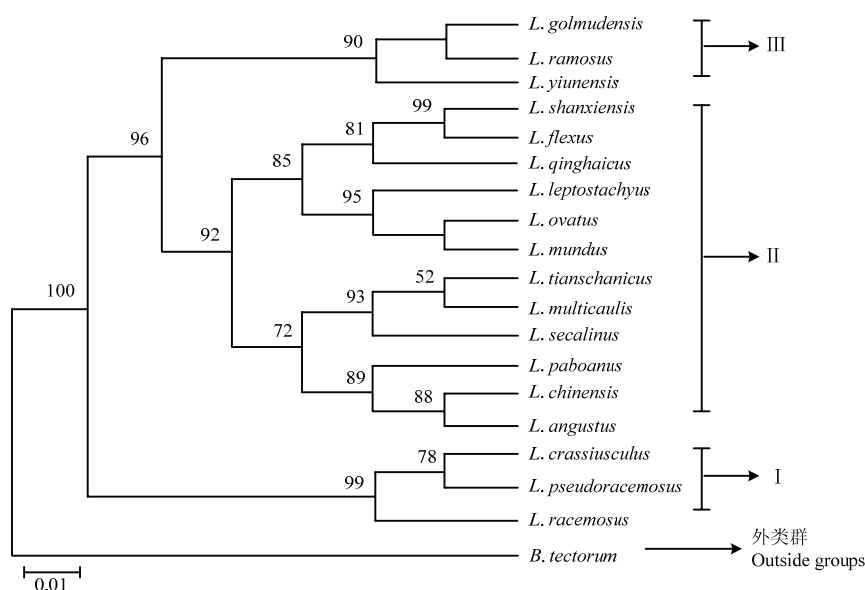 L. golmudensis
90
III
L. ramosus
L. yiunensis
99
L. shanxiensis
81
L. flexus
96
85
L. qinghaicus
95
L. leptostachyus
L. ovatus
92
L. mundus
II
52
L. tianschanicus
100
93
L. multicaulis
72
L. secalinus
89
L. paboanus
88
L. chinensis
L. angustus
78
L. crassiusculus
99
L. pseudoracemosus
I
L. racemosus
B. tectorum
外类群
Outside groups
0.01